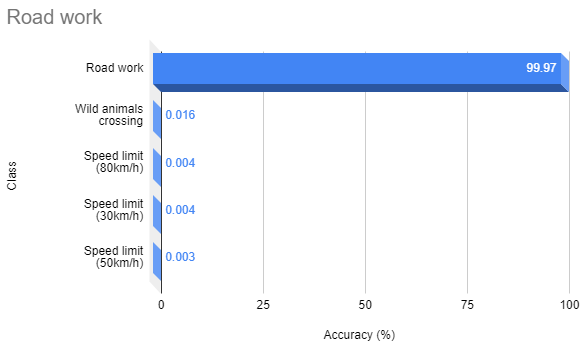 Road work
Road work
99.97
Wild animals
crossing
0.016
Speed limit
(80km/h)
0.004
Speed limit
(30km/h)
0.004
Speed limit
(50km/h)
0.003
Class
0 25 50 75 100
Accuracy (%)